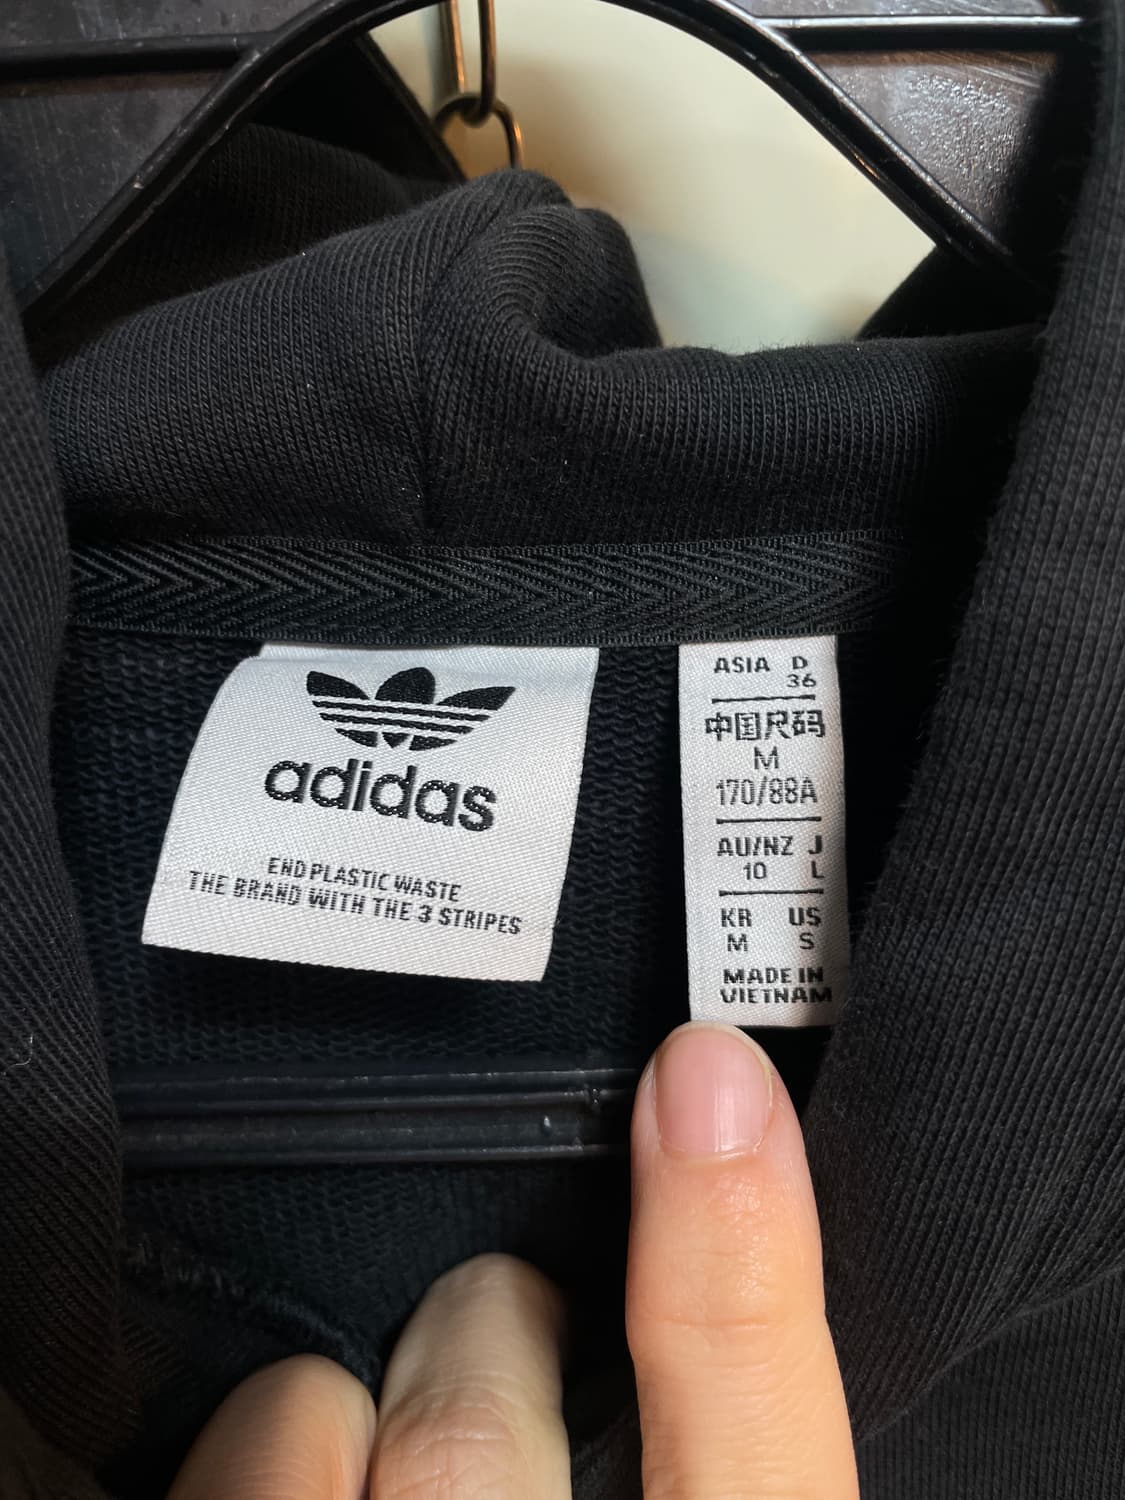 adidas
END PLASTIC WASTE
THE BRAND WITH THE 3 STRIPES
ASIA D
36
中国尺码
M
170/88A
AU/NZ J
10 L
KR US
M S
MADE IN
VIETNAM